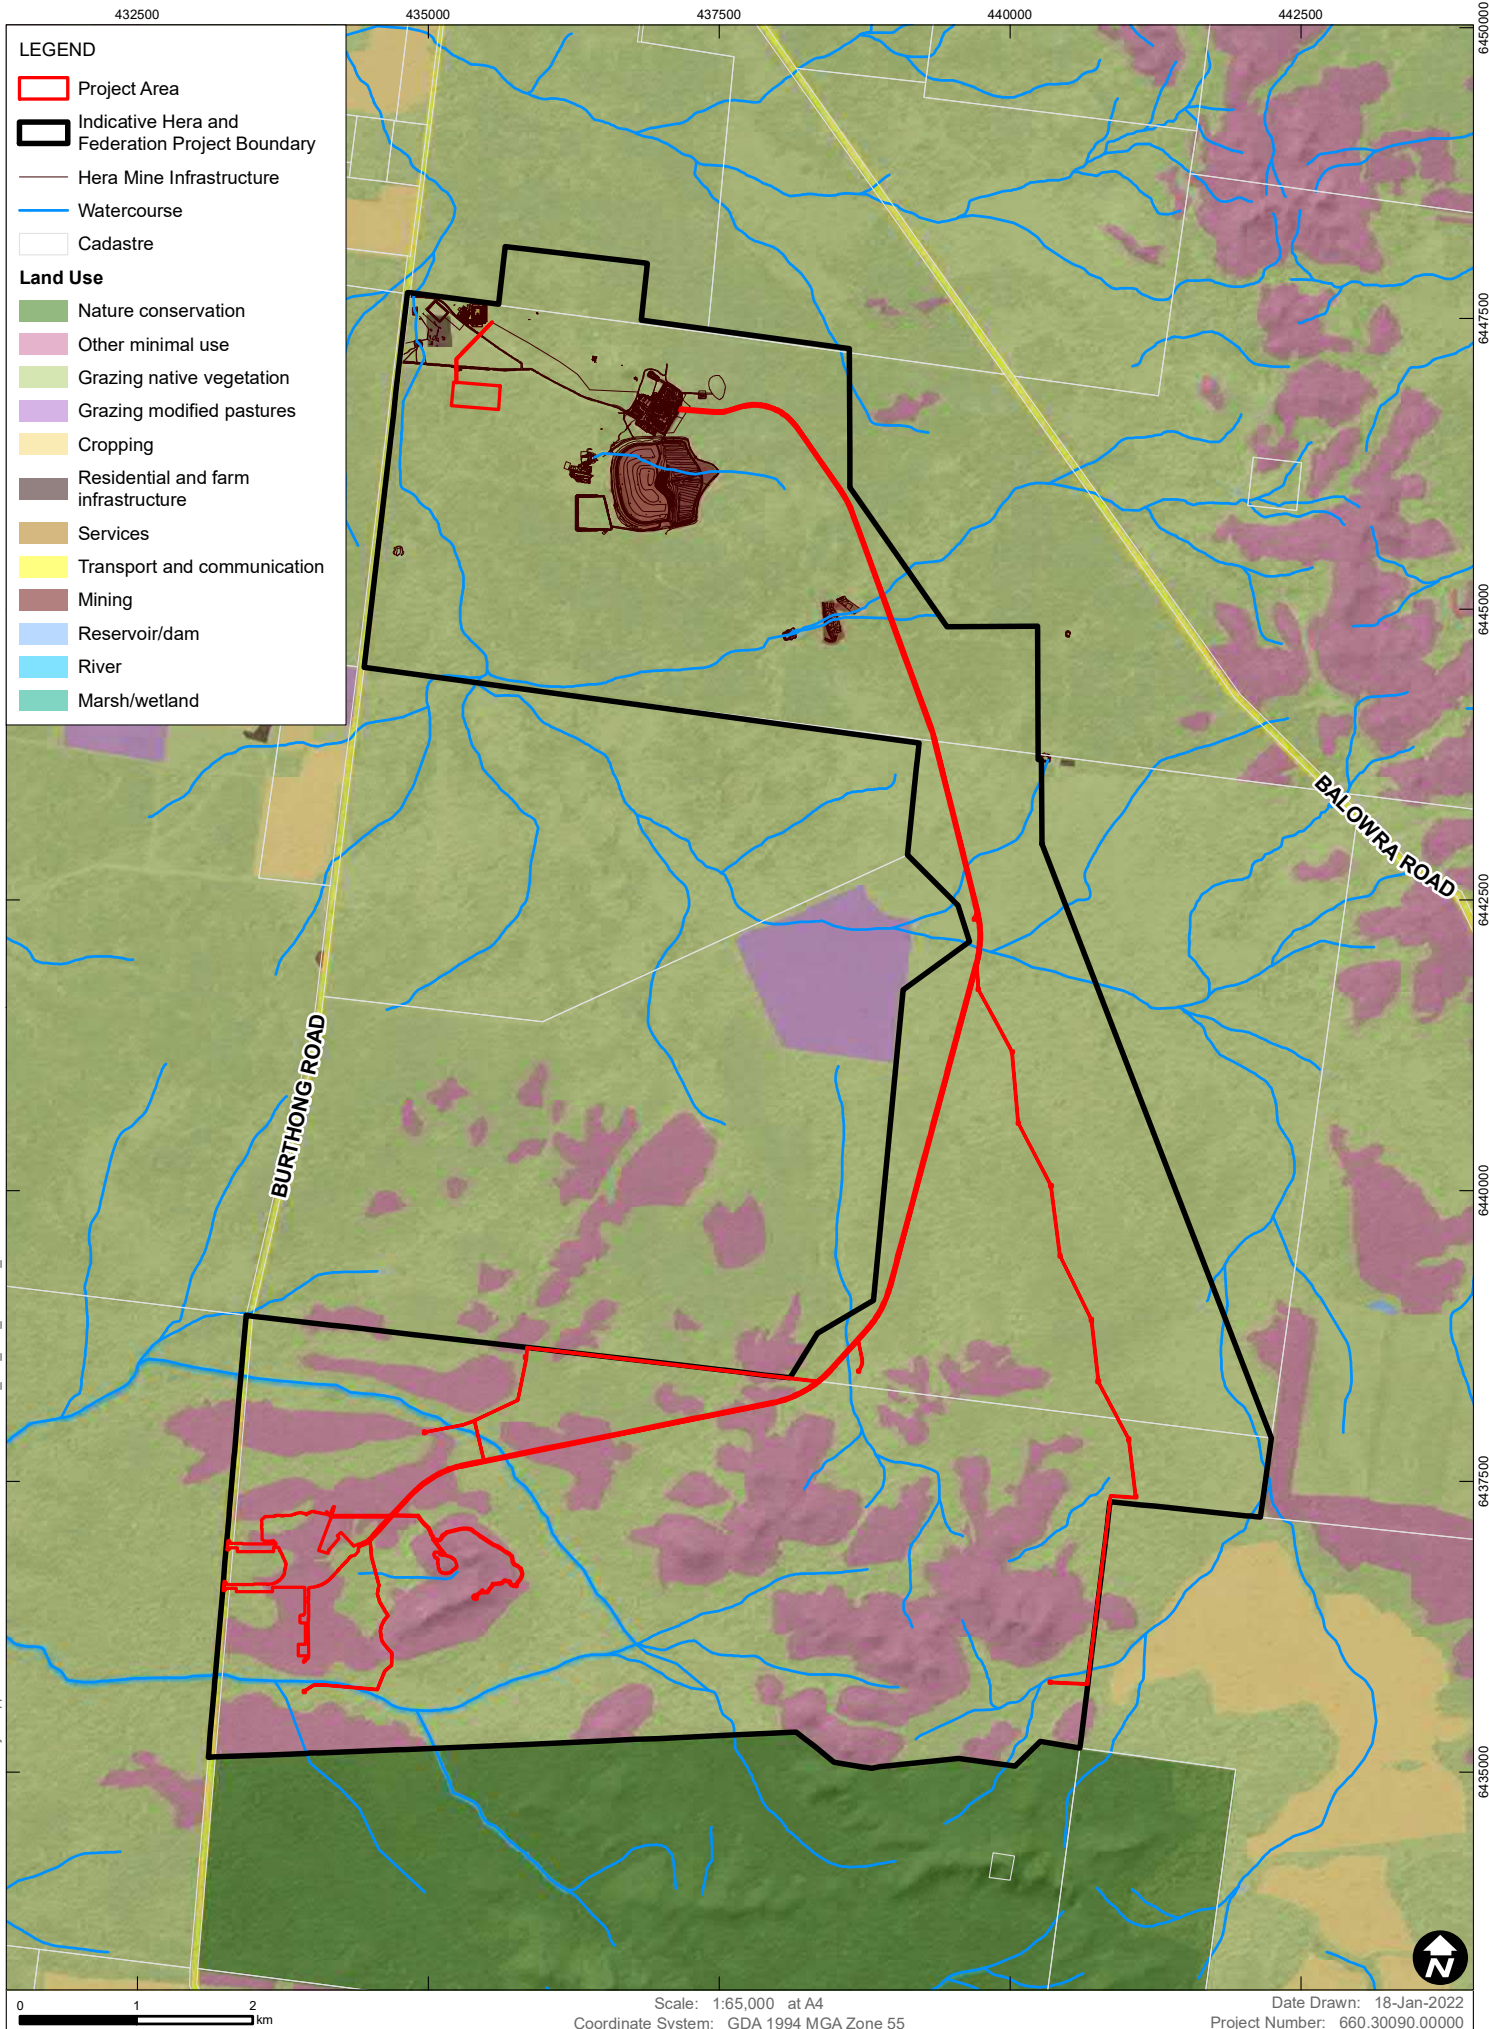 432500
435000
437500
440000
442500
6450000
LEGEND
Project Area
Indicative Hera and
Federation Project Boundary
Hera Mine Infrastructure
Watercourse
Cadastre
Land Use
Nature conservation
Other minimal use
Grazing native vegetation
Grazing modified pastures
Cropping
Residential and farm
infrastructure
Services
Transport and communication
Mining
Reservoir/dam
River
Marsh/wetland
6447500
6445000
BALOWRA ROAD
6442500
BURTHONG ROAD
6440000
6437500
6435000
N
0 1 2
km
Scale: 1:65,000 at A4
Coordinate System: GDA 1994 MGA Zone 55
Date Drawn: 18-Jan-2022
Project Number: 660.30090.00000